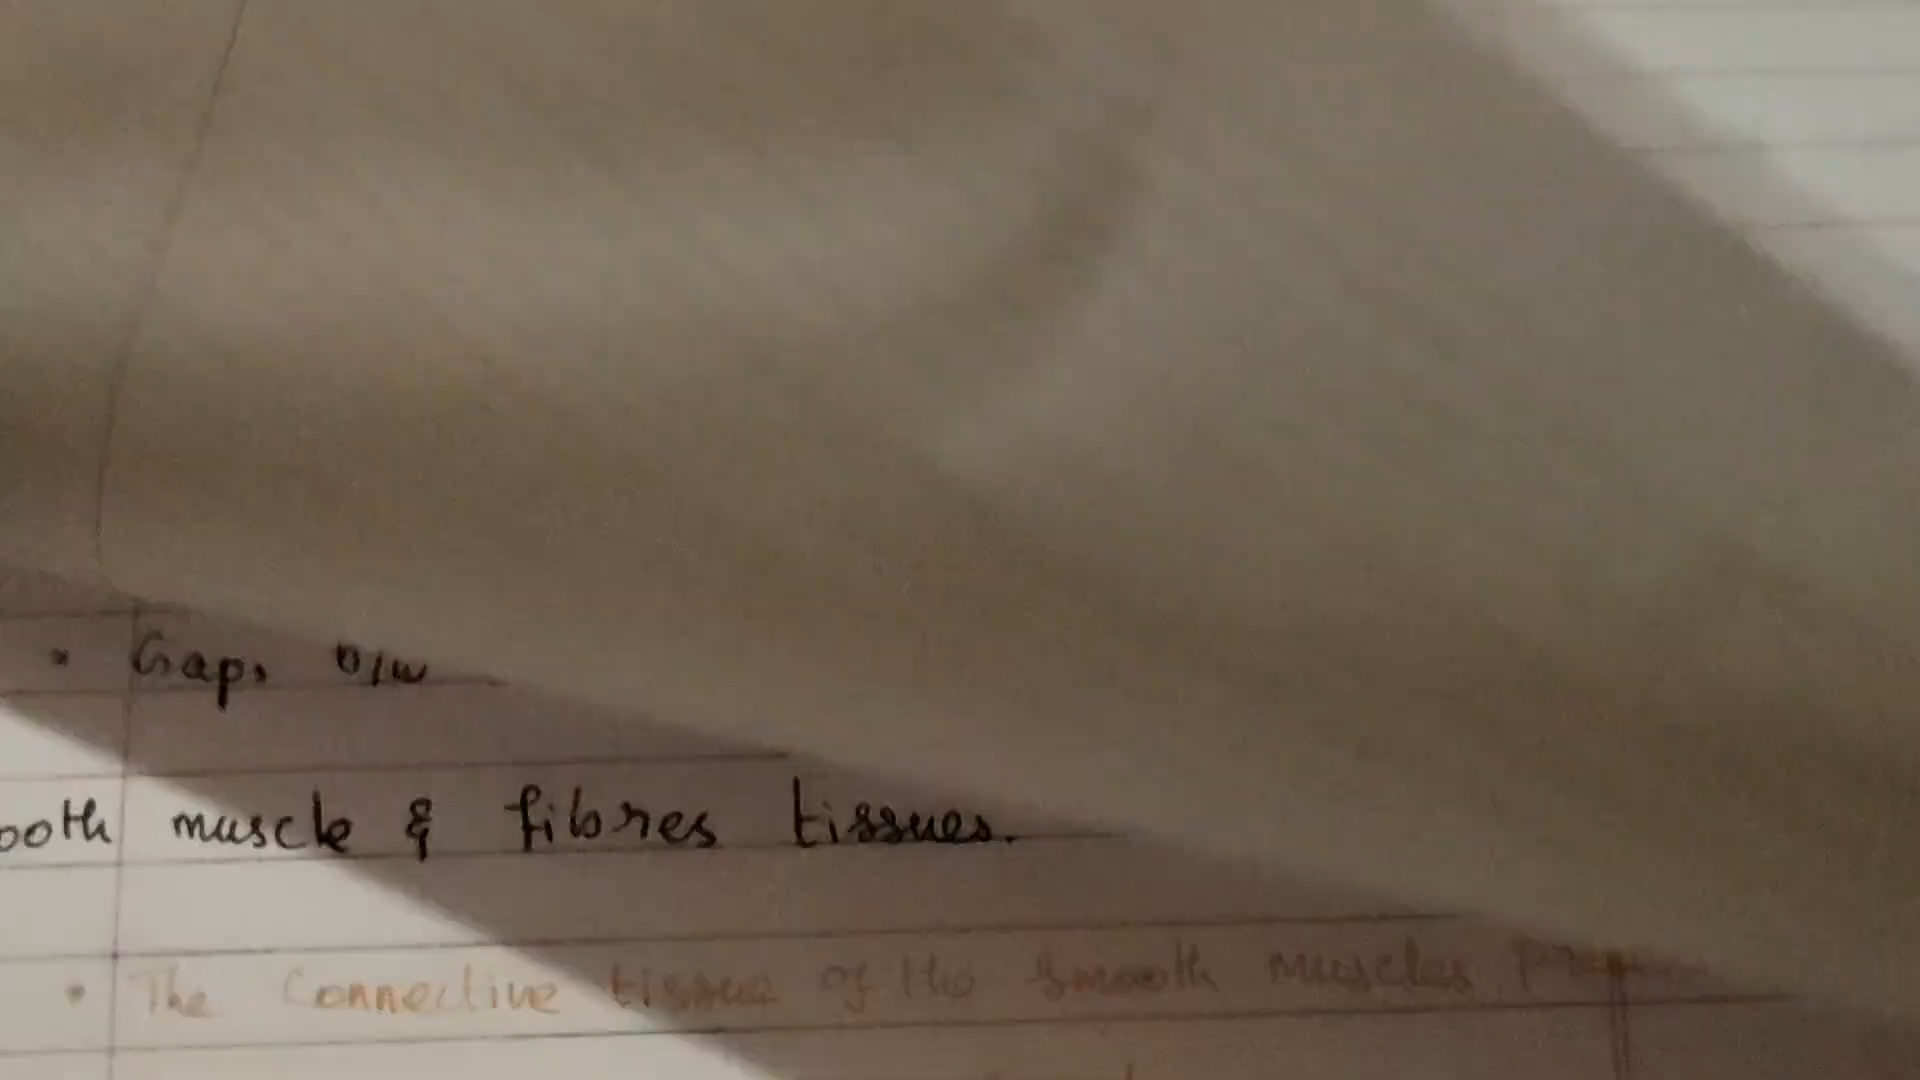 • Gap. b/w
ooth muscle & fibres tissues.
• The Connective tissue of the smooth muscles